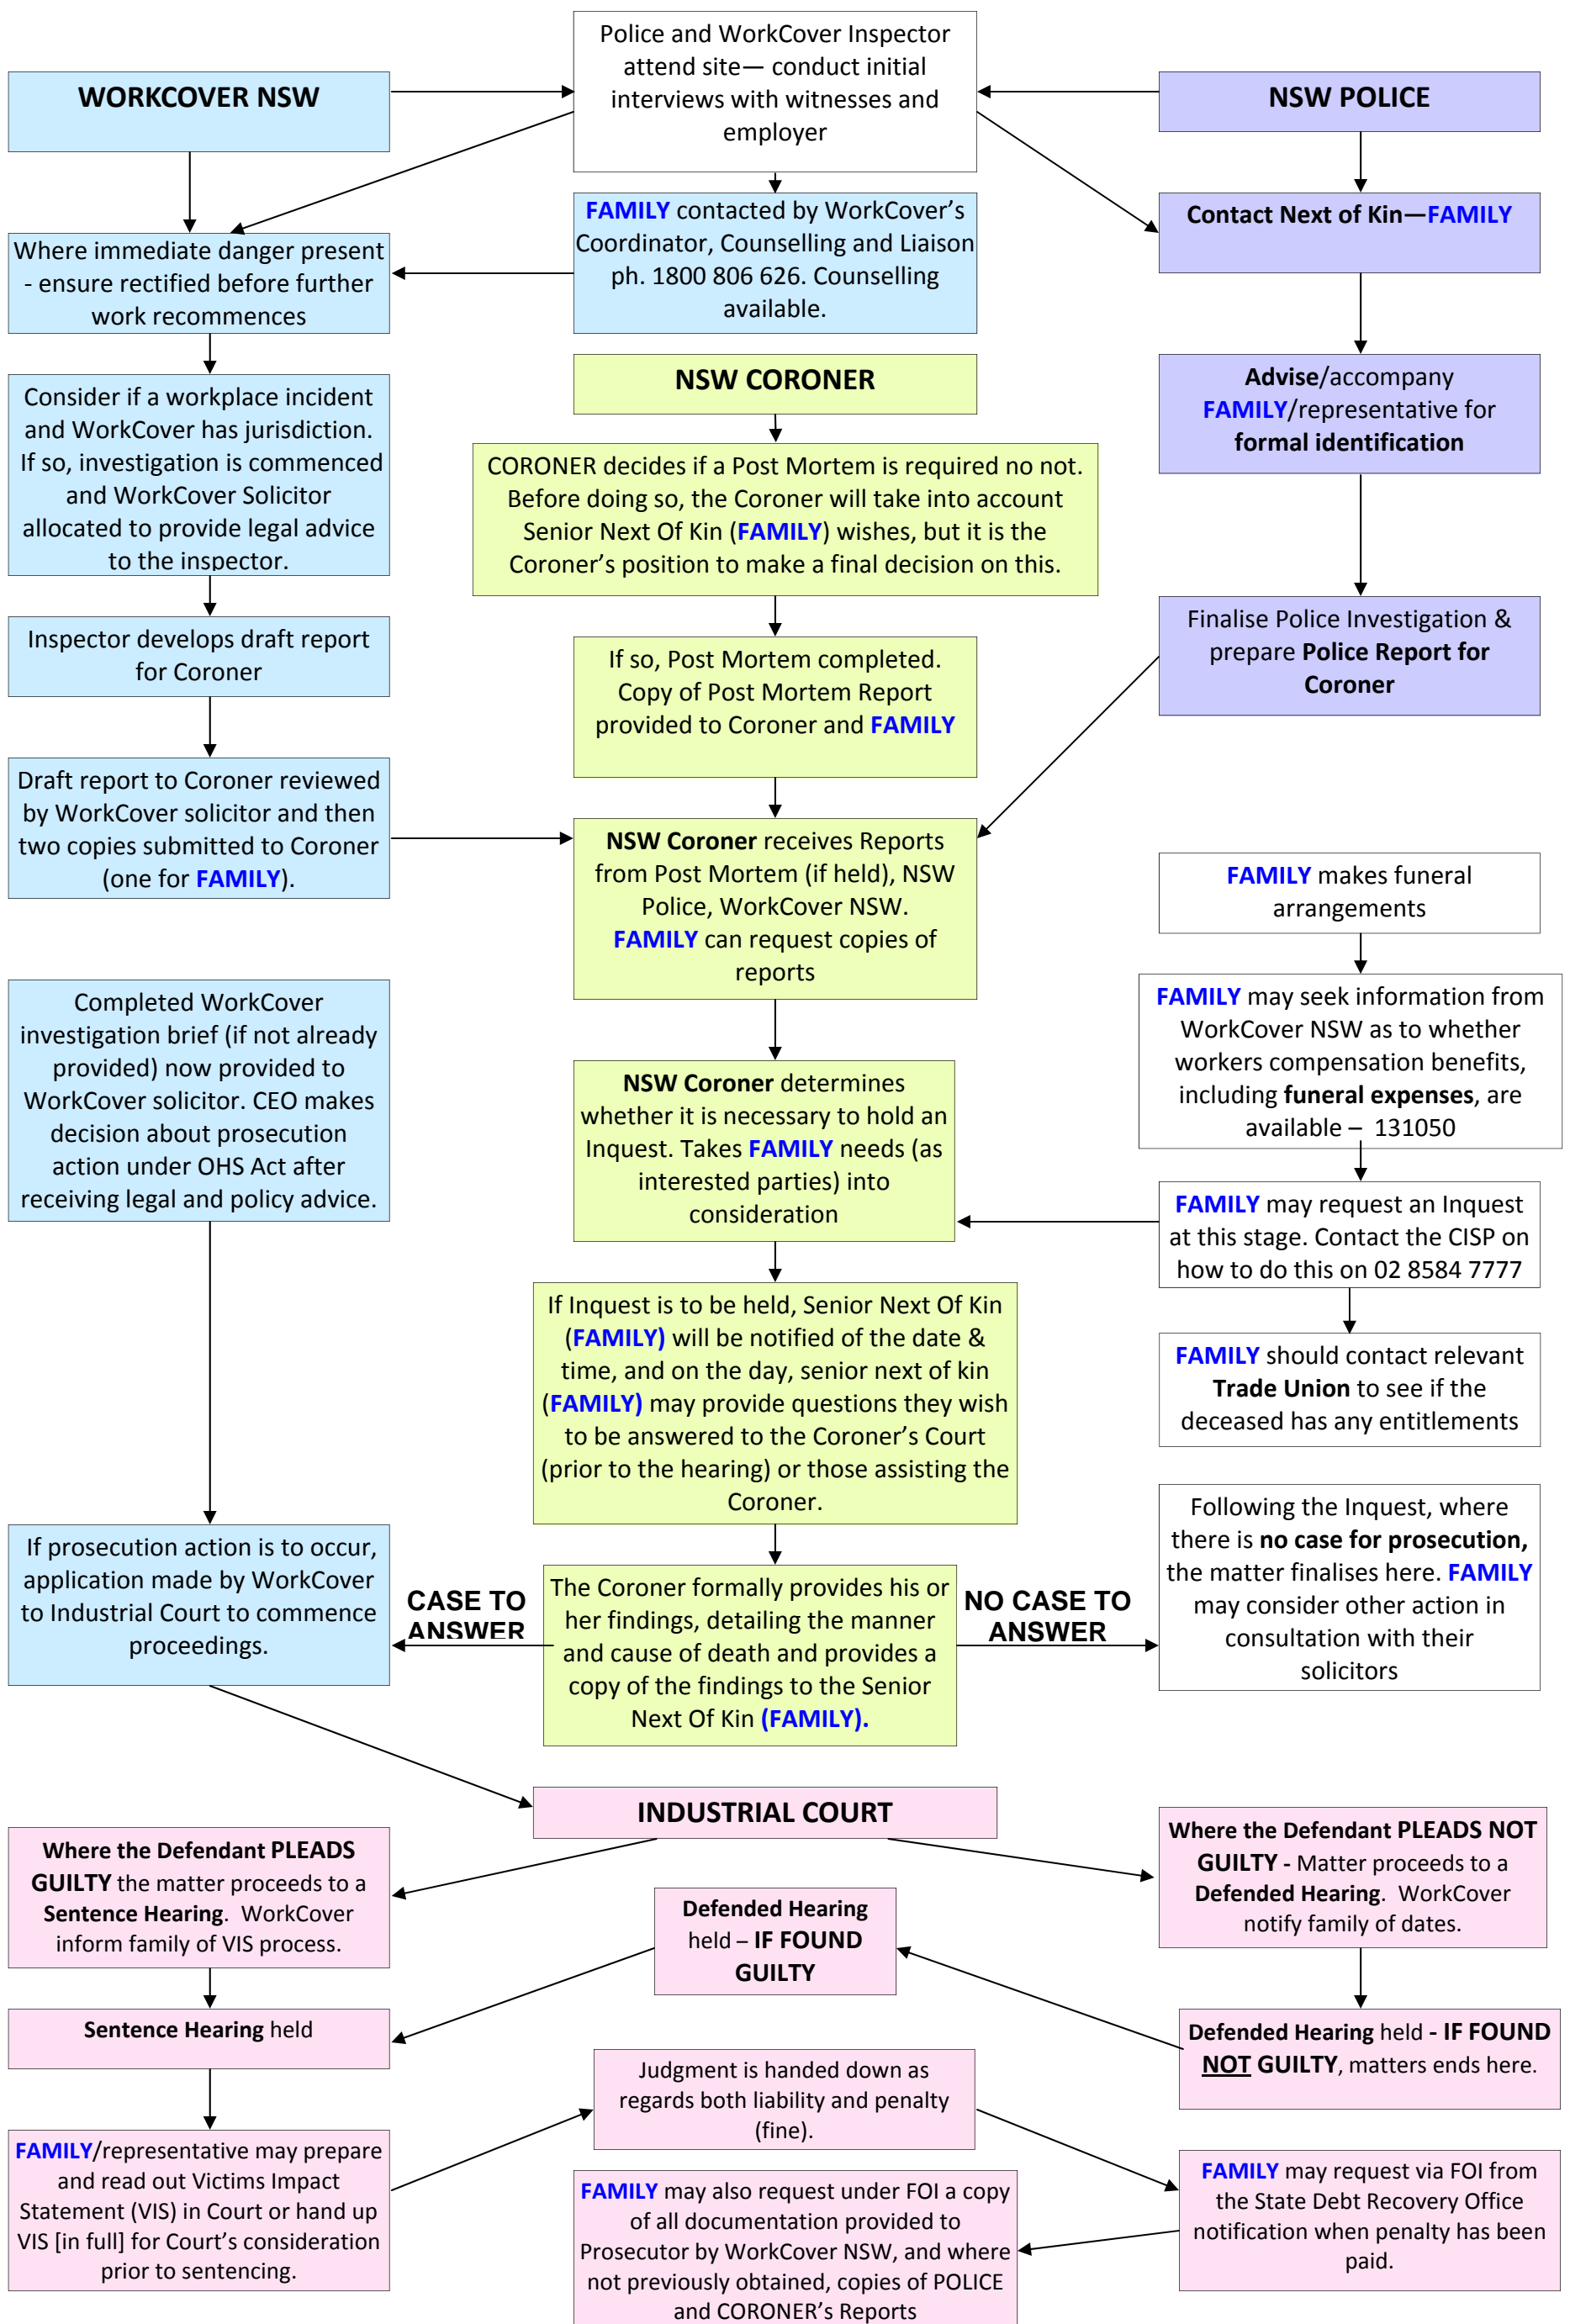 Police and WorkCover Inspector
attend site— conduct initial
interviews with witnesses and
employer
WORKCOVER NSW
NSW POLICE
FAMILY contacted by WorkCover’s
Coordinator, Counselling and Liaison
ph. 1800 806 626. Counselling
available.
Contact Next of Kin—FAMILY
Where immediate danger present
- ensure rectified before further
work recommences
NSW CORONER
Advise/accompany
FAMILY/representative for
formal identification
Consider if a workplace incident
and WorkCover has jurisdiction.
If so, investigation is commenced
and WorkCover Solicitor
allocated to provide legal advice
to the inspector.
CORONER decides if a Post Mortem is required no not.
Before doing so, the Coroner will take into account
Senior Next Of Kin (FAMILY) wishes, but it is the
Coroner’s position to make a final decision on this.
Inspector develops draft report
for Coroner
If so, Post Mortem completed.
Copy of Post Mortem Report
provided to Coroner and FAMILY
Finalise Police Investigation &
prepare Police Report for
Coroner
Draft report to Coroner reviewed
by WorkCover solicitor and then
two copies submitted to Coroner
(one for FAMILY).
NSW Coroner receives Reports
from Post Mortem (if held), NSW
Police, WorkCover NSW.
FAMILY can request copies of
reports
FAMILY makes funeral
arrangements
Completed WorkCover
investigation brief (if not already
provided) now provided to
WorkCover solicitor. CEO makes
decision about prosecution
action under OHS Act after
receiving legal and policy advice.
FAMILY may seek information from
WorkCover NSW as to whether
workers compensation benefits,
including funeral expenses, are
available – 131050
NSW Coroner determines
whether it is necessary to hold an
Inquest. Takes FAMILY needs (as
interested parties) into
consideration
FAMILY may request an Inquest
at this stage. Contact the CISP on
how to do this on 02 8584 7777
If Inquest is to be held, Senior Next Of Kin
(FAMILY) will be notified of the date &
time, and on the day, senior next of kin
(FAMILY) may provide questions they wish
to be answered to the Coroner’s Court
(prior to the hearing) or those assisting the
Coroner.
FAMILY should contact relevant
Trade Union to see if the
deceased has any entitlements
If prosecution action is to occur,
application made by WorkCover
to Industrial Court to commence
proceedings.
CASE TO
ANSWER
The Coroner formally provides his or
her findings, detailing the manner
and cause of death and provides a
copy of the findings to the Senior
Next Of Kin (FAMILY).
NO CASE TO
ANSWER
Following the Inquest, where
there is no case for prosecution,
the matter finalises here. FAMILY
may consider other action in
consultation with their
solicitors
INDUSTRIAL COURT
Where the Defendant PLEADS
GUILTY the matter proceeds to a
Sentence Hearing. WorkCover
inform family of VIS process.
Where the Defendant PLEADS NOT
GUILTY - Matter proceeds to a
Defended Hearing. WorkCover
notify family of dates.
Defended Hearing
held – IF FOUND
GUILTY
Sentence Hearing held
Defended Hearing held - IF FOUND
NOT GUILTY, matters ends here.
Judgment is handed down as
regards both liability and penalty
(fine).
FAMILY/representative may prepare
and read out Victims Impact
Statement (VIS) in Court or hand up
VIS [in full] for Court’s consideration
prior to sentencing.
FAMILY may request via FOI from
the State Debt Recovery Office
notification when penalty has been
paid.
FAMILY may also request under FOI a copy
of all documentation provided to
Prosecutor by WorkCover NSW, and where
not previously obtained, copies of POLICE
and CORONER’s Reports